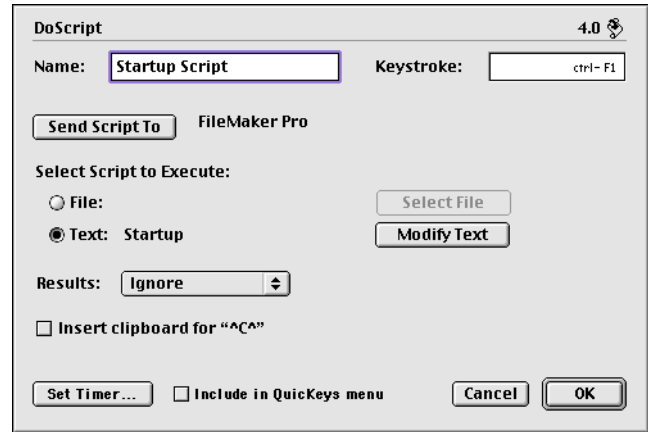 DoScript 4.0
Name: Startup Script Keystroke: ctrl-F1
Send Script To FileMaker Pro
Select Script to Execute:
File: Select File
Text: Startup Modify Text
Results: Ignore
Insert clipboard for “^C^”
Set Timer... Include in QuicKeys menu Cancel OK